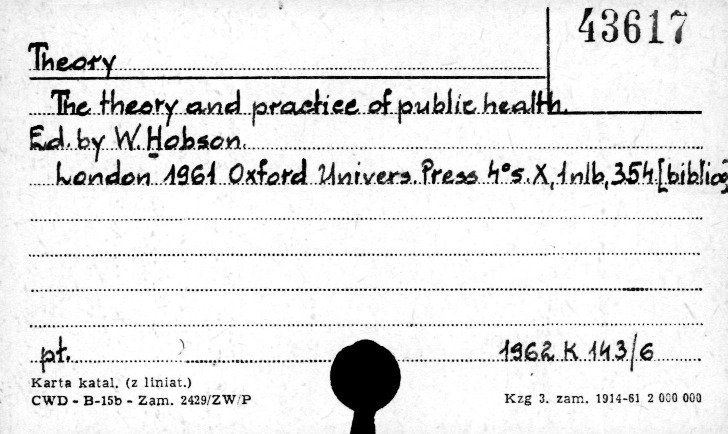 43617
Theory
The theory and practice of public health.
Ed. by W. Hobson.
London 1961 Oxford Univers. Press 4°s. X, 1nlb, 354. [bibliog
pł. 1962 K 143/6
Karta katal. (z liniat.)
CWD - B-15b - Zam. 2429/ZW/P Kzg 3. zam. 1914-61 2 000 000